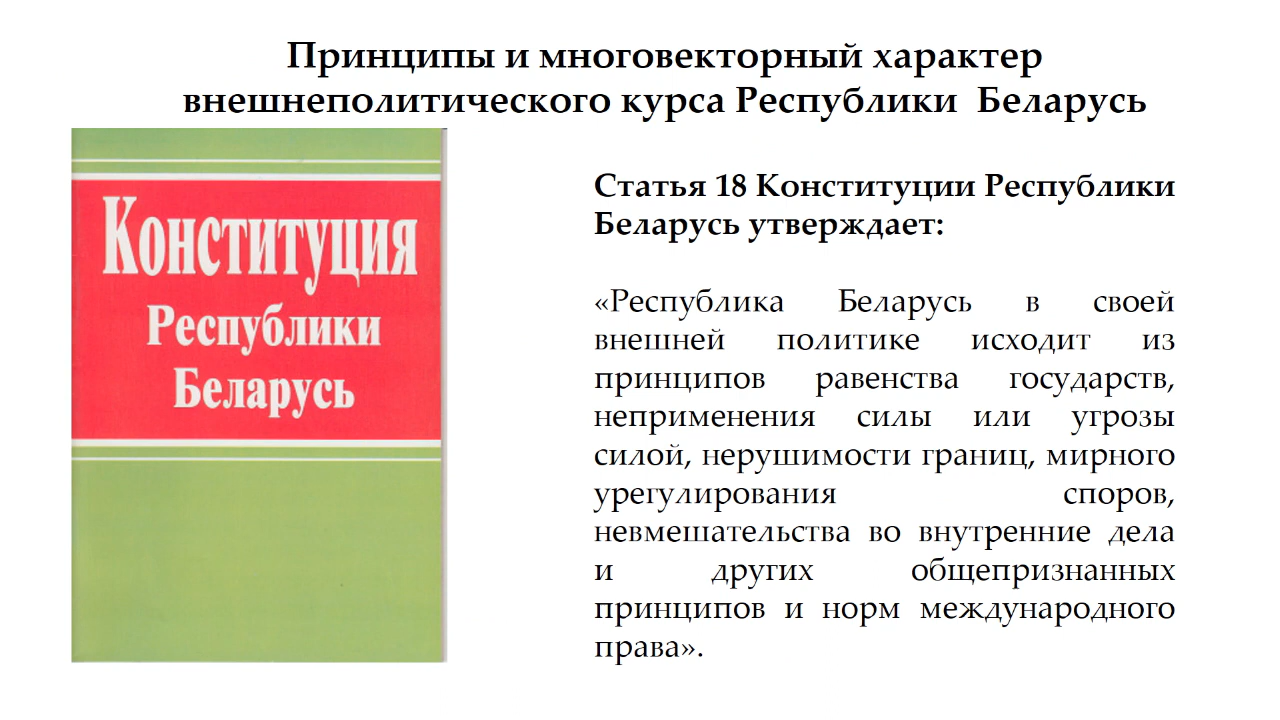 Принципы и многовекторный характер
внешнеполитического курса Республики Беларусь
Конституция
Республики
Беларусь
Статья 18 Конституции Республики
Беларусь утверждает:
«Республика Беларусь в своей
внешней политике исходит из
принципов равенства государств,
неприменения силы или угрозы
силой, нерушимости границ, мирного
урегулирования споров,
невмешательства во внутренние дела
и других общепризнанных
принципов и норм международного
права».